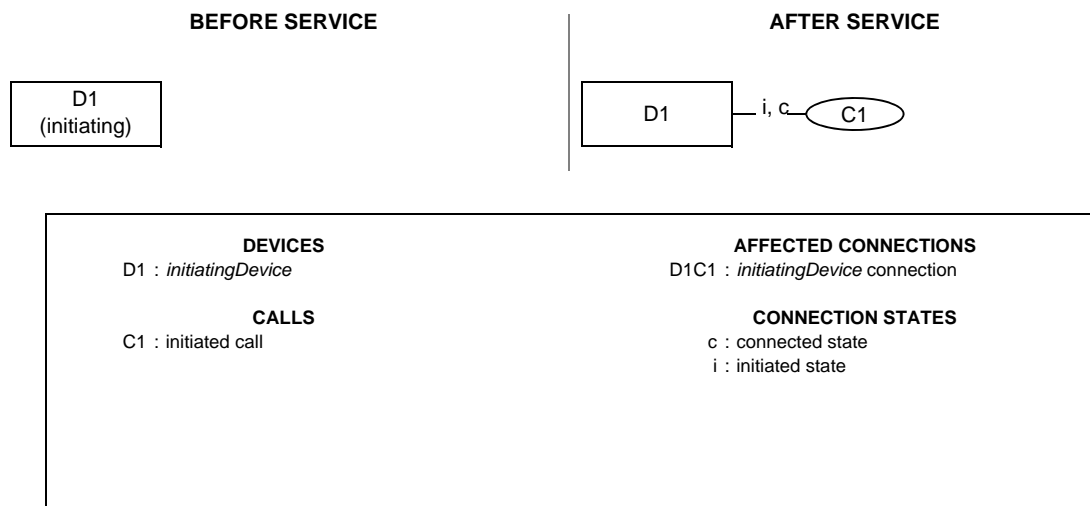 BEFORE SERVICE
AFTER SERVICE
D1
(initiating)
D1
i, c
C1
DEVICES
D1 : initiatingDevice
CALLS
C1 : initiated call
AFFECTED CONNECTIONS
D1C1 : initiatingDevice connection
CONNECTION STATES
c : connected state
i : initiated state